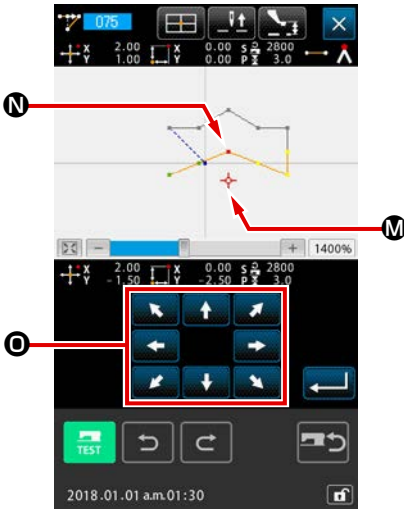 075
X 2.00 X 0.00 S 2800
Y 1.00 Y 0.00 P 3.0
N
M
1400%
X 2.00 X 0.00 S 2800
Y -1.50 Y -2.50 P 3.0
O
TEST
2018.01.01 a.m.01:30